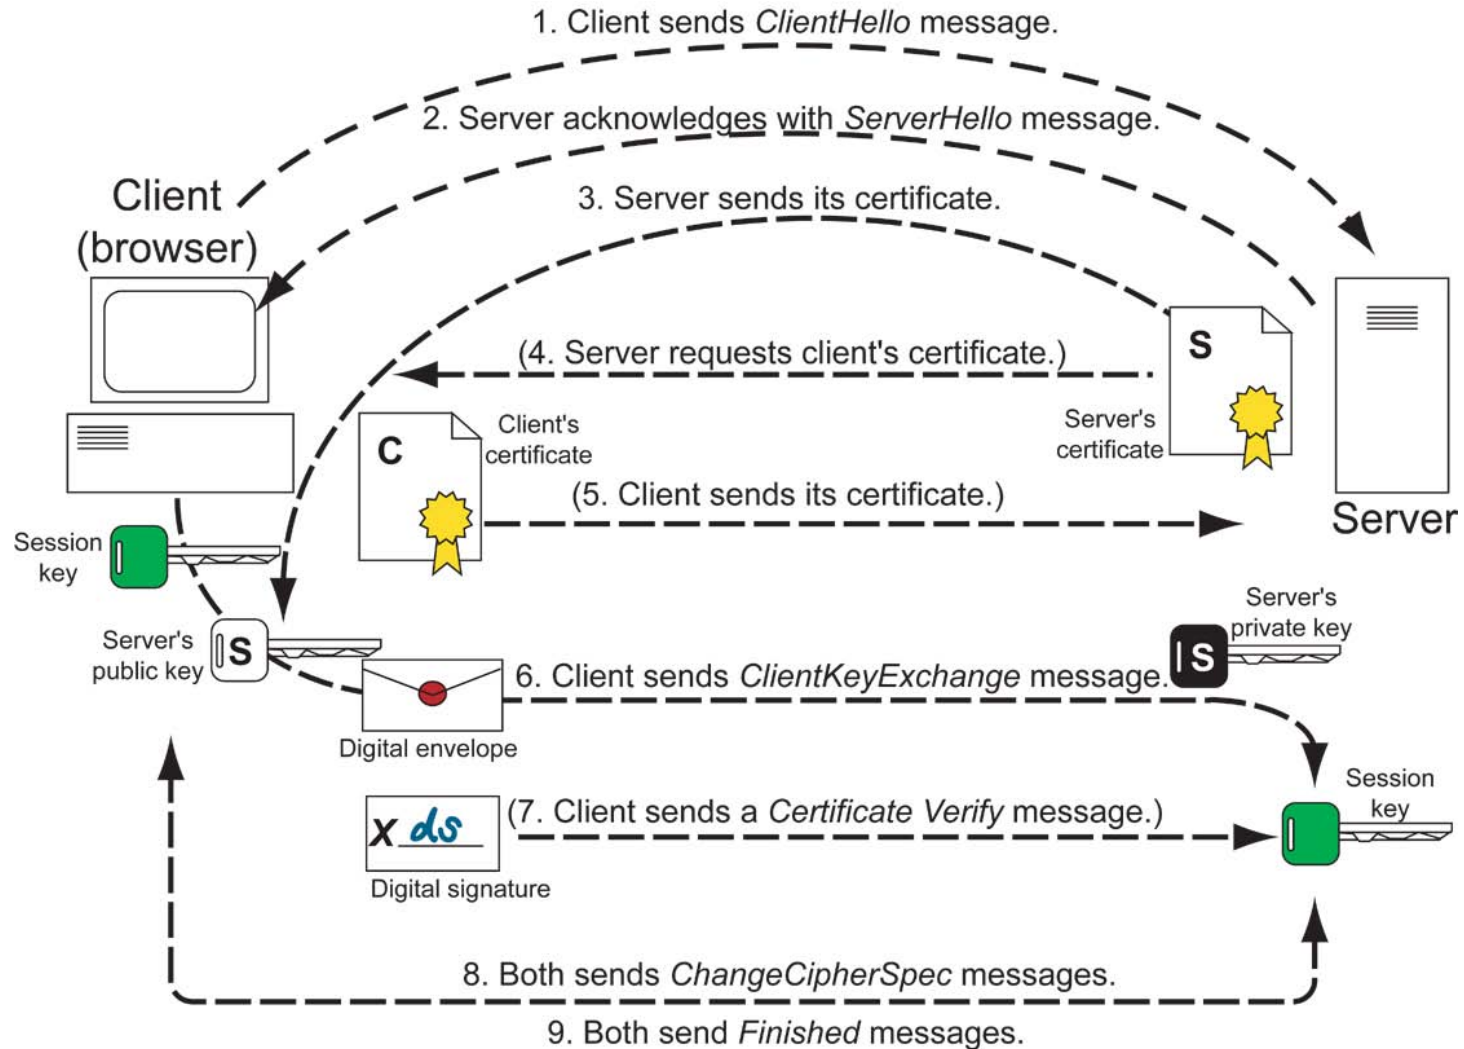 1. Client sends ClientHello message.
2. Server acknowledges with ServerHello message.
3. Server sends its certificate.
Client
(browser)
(4. Server requests client's certificate.)
S
Server's
certificate
C
Client's
certificate
(5. Client sends its certificate.)
Server
Session
key
Server's
public key
S
Server's
private key
S
6. Client sends ClientKeyExchange message.
Digital envelope
Session
key
(7. Client sends a Certificate Verify message.)
x ds
Digital signature
8. Both sends ChangeCipherSpec messages.
9. Both send Finished messages.